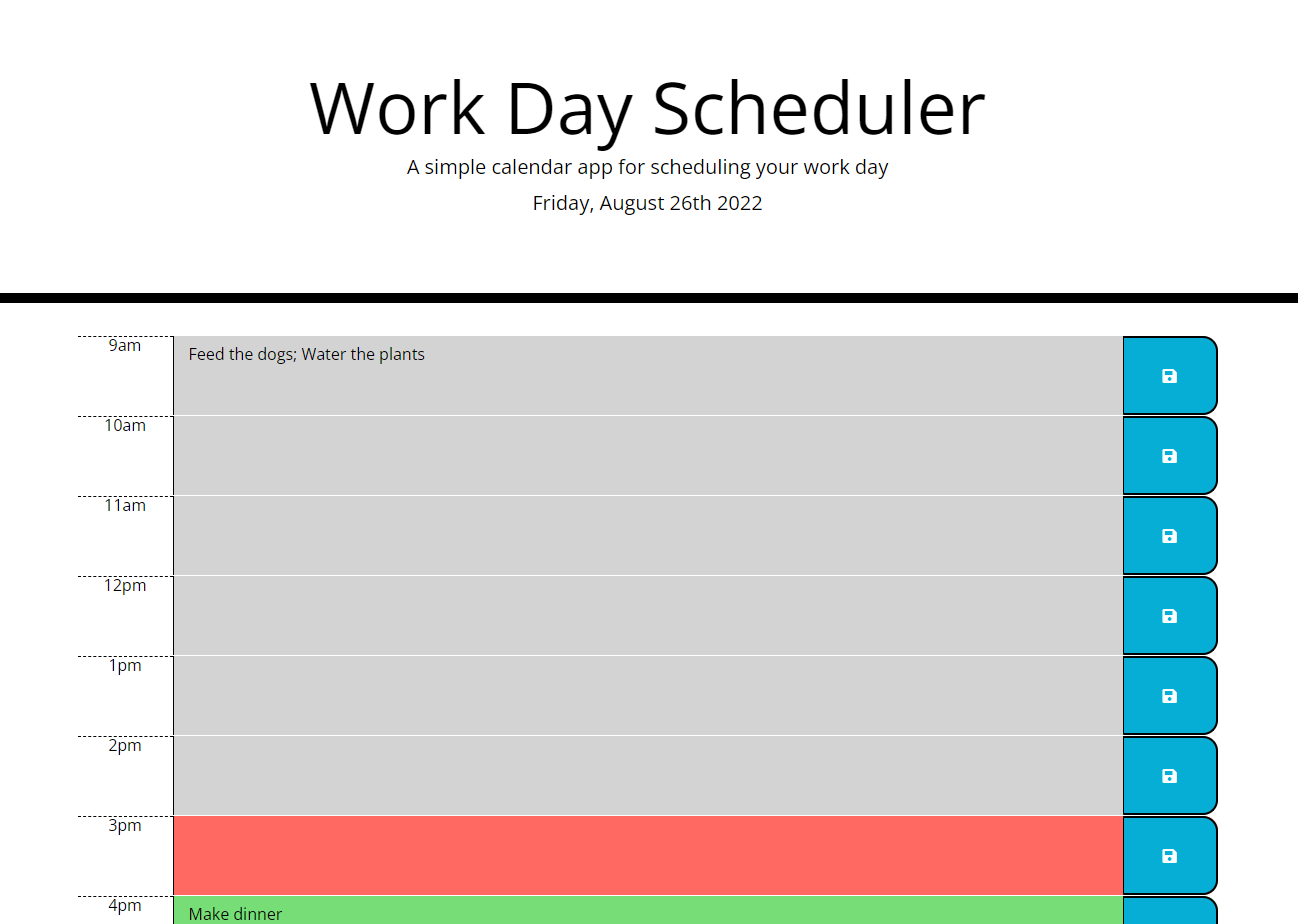 Work Day Scheduler
A simple calendar app for scheduling your work day
Friday, August 26th 2022
9am
Feed the dogs; Water the plants
10am
11am
12pm
1pm
2pm
3pm
4pm
Make dinner